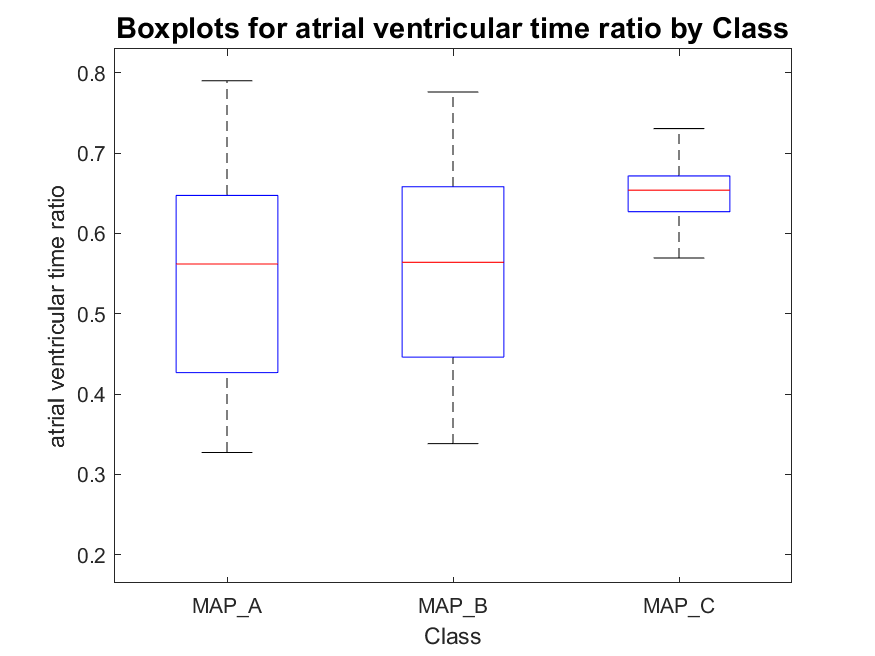 Boxplots for atrial ventricular time ratio by Class
0.8
0.7
0.6
0.5
0.4
0.3
0.2
atrial ventricular time ratio
MAP_A MAP_B MAP_C
Class